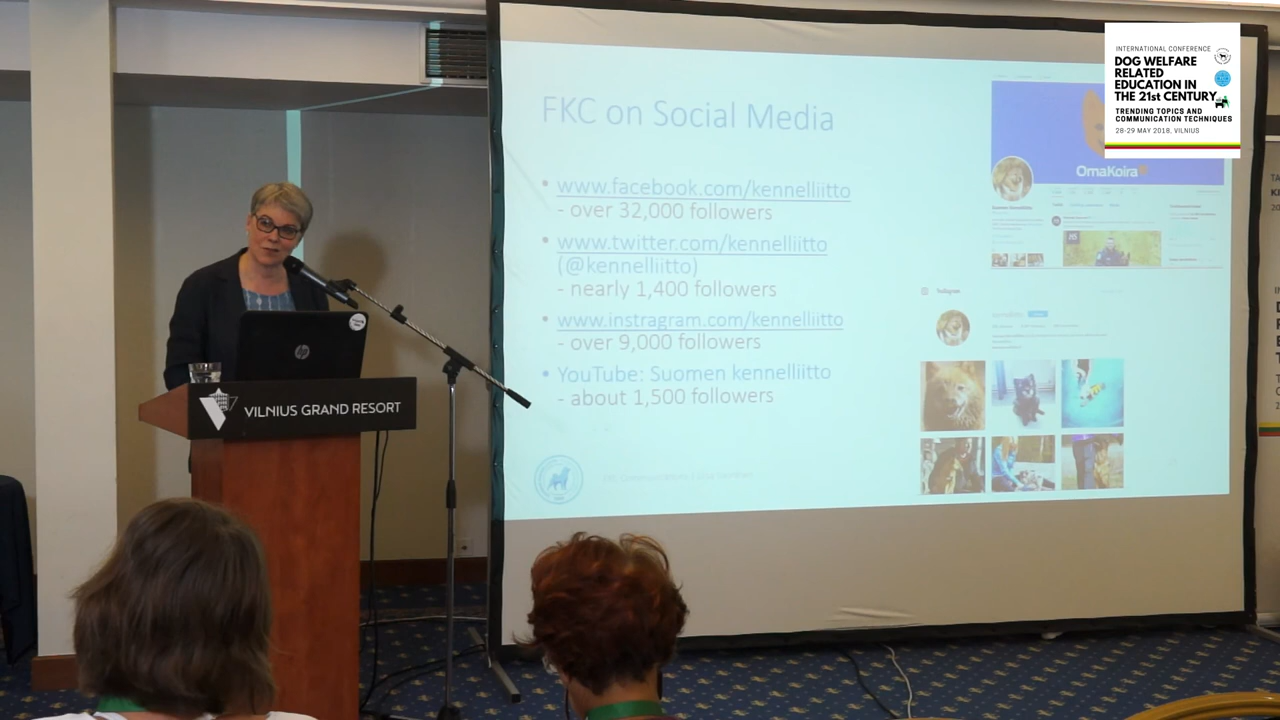 INTERNATIONAL CONFERENCE
DOG WELFARE
RELATED
EDUCATION IN
THE 21st CENTURY
TRENDING TOPICS AND
COMMUNICATION TECHNIQUES
28-29 MAY 2018, VILNIUS
FKC on Social Media
• www.facebook.com/kennelliitto
- over 32,000 followers
• www.twitter.com/kennelliitto
(@kennelliitto)
- nearly 1,400 followers
• www.instragram.com/kennelliitto
- over 9,000 followers
• YouTube: Suomen kennelliitto
- about 1,500 followers
OmaKoira
Instagram
hp
VILNIUS GRAND RESORT